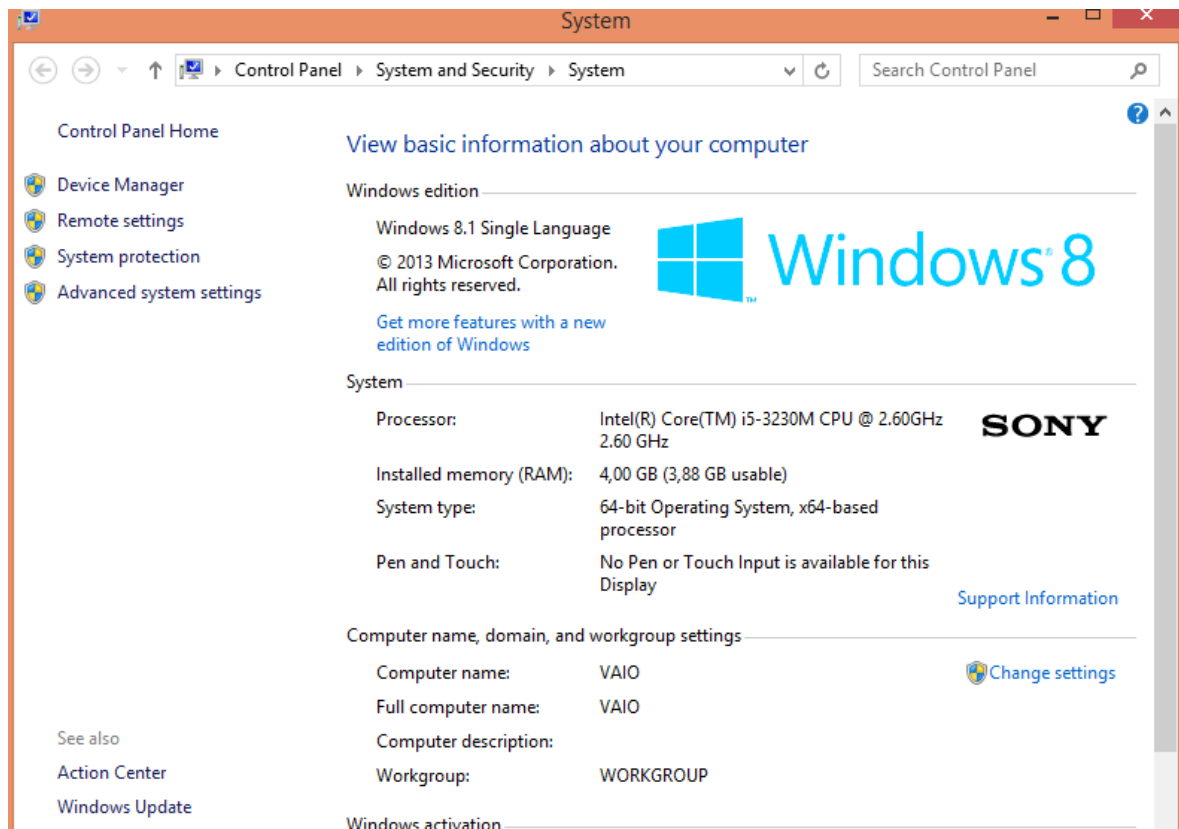 System
Control Panel System and Security System
Search Control Panel
Control Panel Home
Device Manager
Remote settings
System protection
Advanced system settings
See also
Action Center
Windows Update
View basic information about your computer
Windows edition
Windows 8.1 Single Language
© 2013 Microsoft Corporation.
All rights reserved.
Get more features with a new
edition of Windows
Windows® 8
TM
System
Processor: Intel(R) Core(TM) i5-3230M CPU @ 2.60GHz
2.60 GHz
SONY
Installed memory (RAM): 4,00 GB (3,88 GB usable)
System type: 64-bit Operating System, x64-based
processor
Pen and Touch: No Pen or Touch Input is available for this
Display
Support Information
Computer name, domain, and workgroup settings
Computer name: VAIO
Change settings
Full computer name: VAIO
Computer description:
Workgroup: WORKGROUP
Windows activation